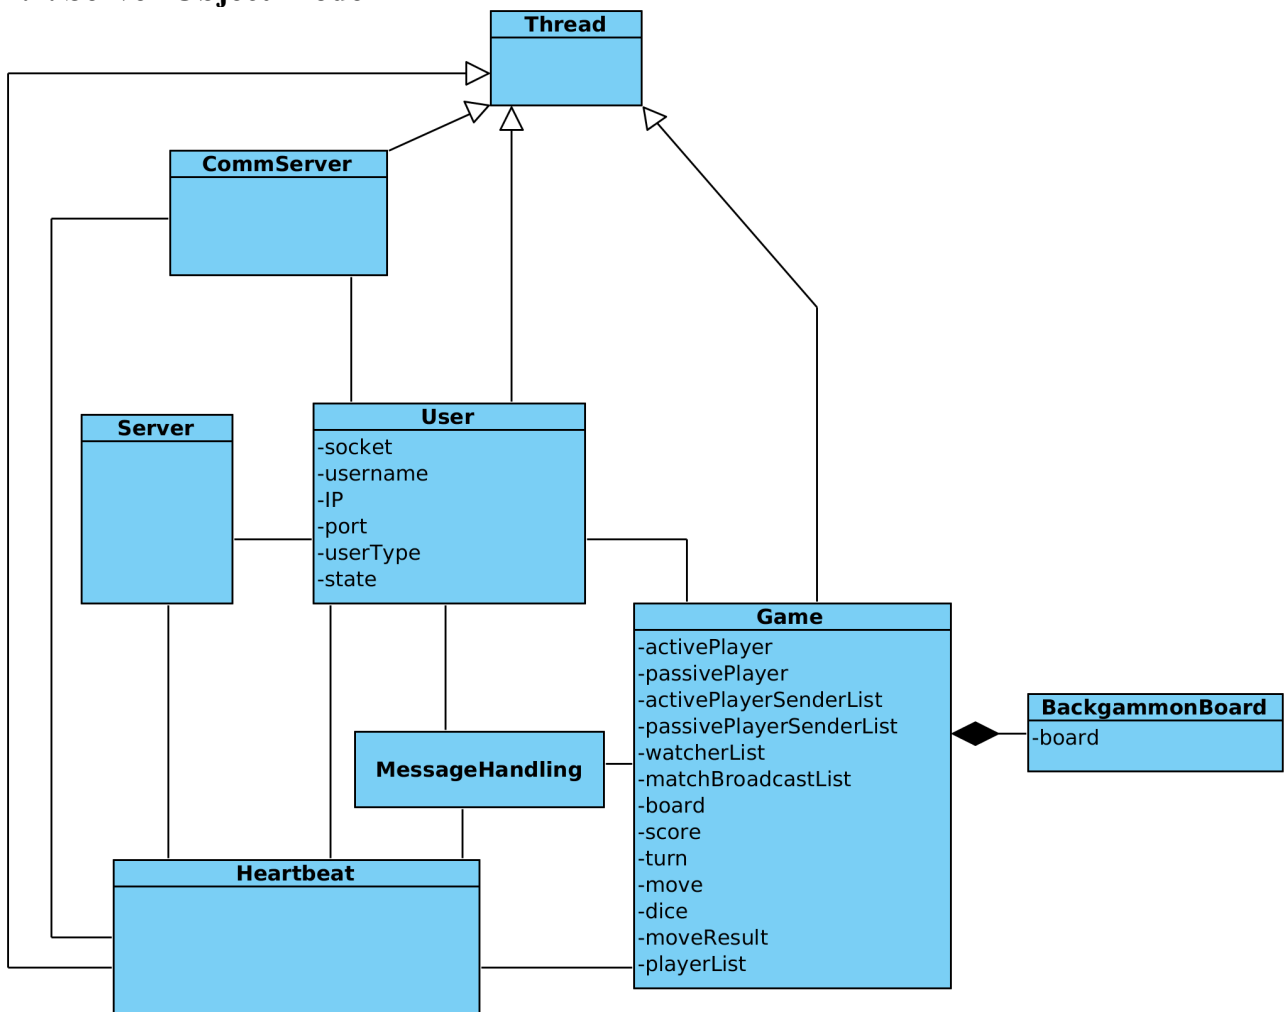 Thread
CommServer
Server
User
-socket
-username
-IP
-port
-userType
-state
Game
-activePlayer
-passivePlayer
-activePlayerSenderList
-passivePlayerSenderList
-watcherList
-matchBroadcastList
-board
-score
-turn
-move
-dice
-moveResult
-playerList
BackgammonBoard
-board
MessageHandling
Heartbeat